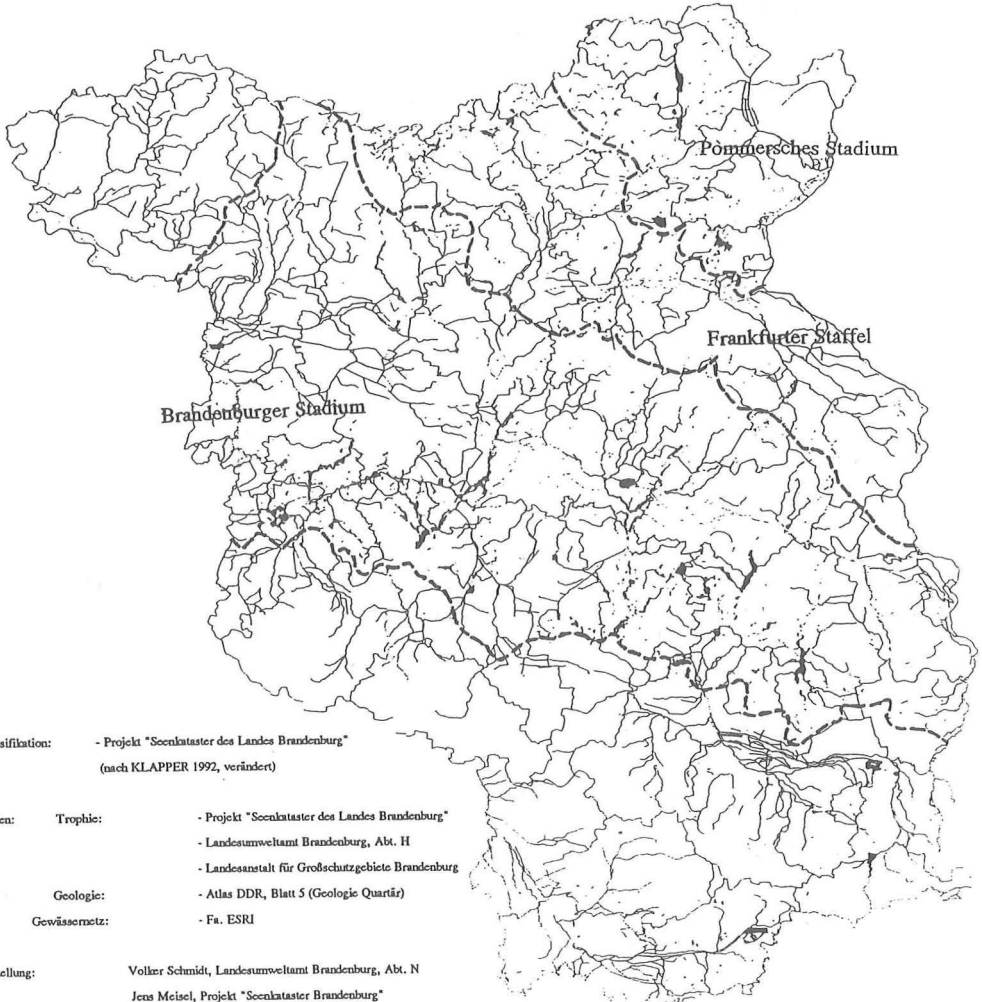 Pommersches Stadium
Frankfurter Staffel
Brandenburger Stadium
sifikation: - Projekt "Seenkataster des Landes Brandenburg"
(nach KLAPPER 1992, verändert)
en: Trophie: - Projekt "Seenkataster des Landes Brandenburg"
- Landesumweltamt Brandenburg, Abt. H
- Landesanstalt für Großschutzgebiete Brandenburg
Geologie: - Atlas DDR, Blatt 5 (Geologie Quartär)
Gewässernetz: - Fa. ESRI
ellung: Volker Schmidt, Landesumweltamt Brandenburg, Abt. N
Jens Meisel, Projekt "Seenkataster Brandenburg"